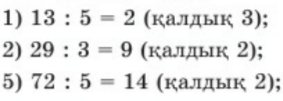 1) 13 : 5 = 2 (қалдық 3);
2) 29 : 3 = 9 (қалдық 2);
5) 72 : 5 = 14 (қалдық 2);